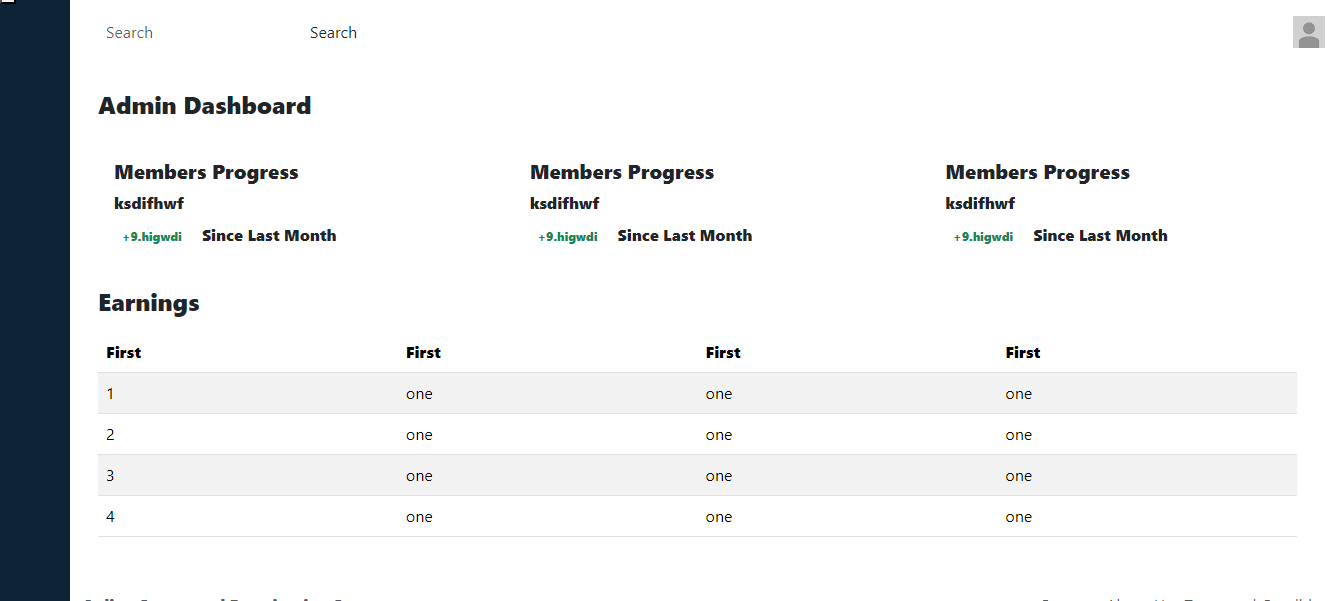 Search Search
Admin Dashboard
Members Progress Members Progress Members Progress
ksdifhwf ksdifhwf ksdifhwf
+9.higwdi Since Last Month +9.higwdi Since Last Month +9.higwdi Since Last Month
Earnings
First First First First
1 one one one
2 one one one
3 one one one
4 one one one